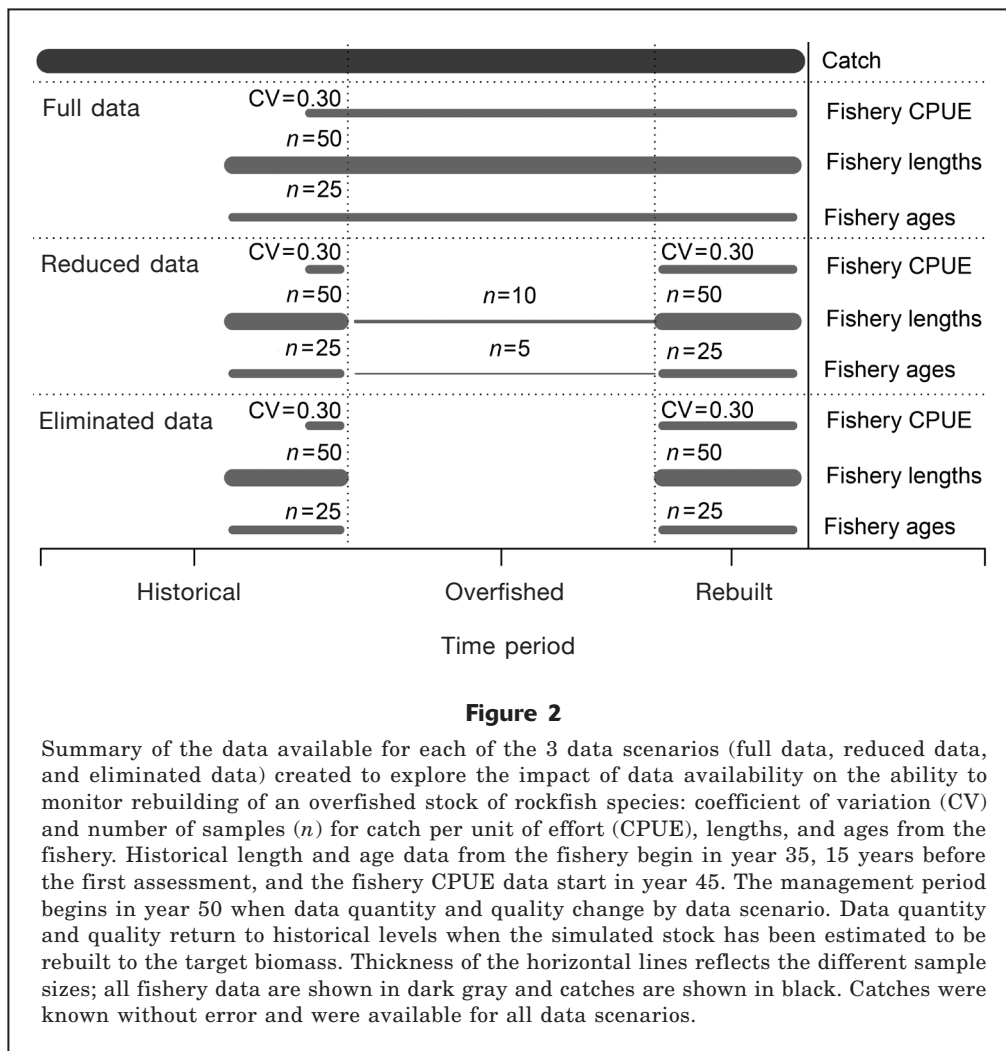 Catch
Full data CV=0.30 Fishery CPUE
n=50 Fishery lengths
n=25 Fishery ages
Reduced data CV=0.30 CV=0.30 Fishery CPUE
n=50 n=10 n=50 Fishery lengths
n=25 n=5 n=25 Fishery ages
Eliminated data CV=0.30 CV=0.30 Fishery CPUE
n=50 n=50 Fishery lengths
n=25 n=25 Fishery ages
Historical Overfished Rebuilt
Time period
Figure 2
Summary of the data available for each of the 3 data scenarios (full data, reduced data,
and eliminated data) created to explore the impact of data availability on the ability to
monitor rebuilding of an overfished stock of rockfish species: coefficient of variation (CV)
and number of samples (n) for catch per unit of effort (CPUE), lengths, and ages from the
fishery. Historical length and age data from the fishery begin in year 35, 15 years before
the first assessment, and the fishery CPUE data start in year 45. The management period
begins in year 50 when data quantity and quality change by data scenario. Data quantity
and quality return to historical levels when the simulated stock has been estimated to be
rebuilt to the target biomass. Thickness of the horizontal lines reflects the different sample
sizes; all fishery data are shown in dark gray and catches are shown in black. Catches were
known without error and were available for all data scenarios.